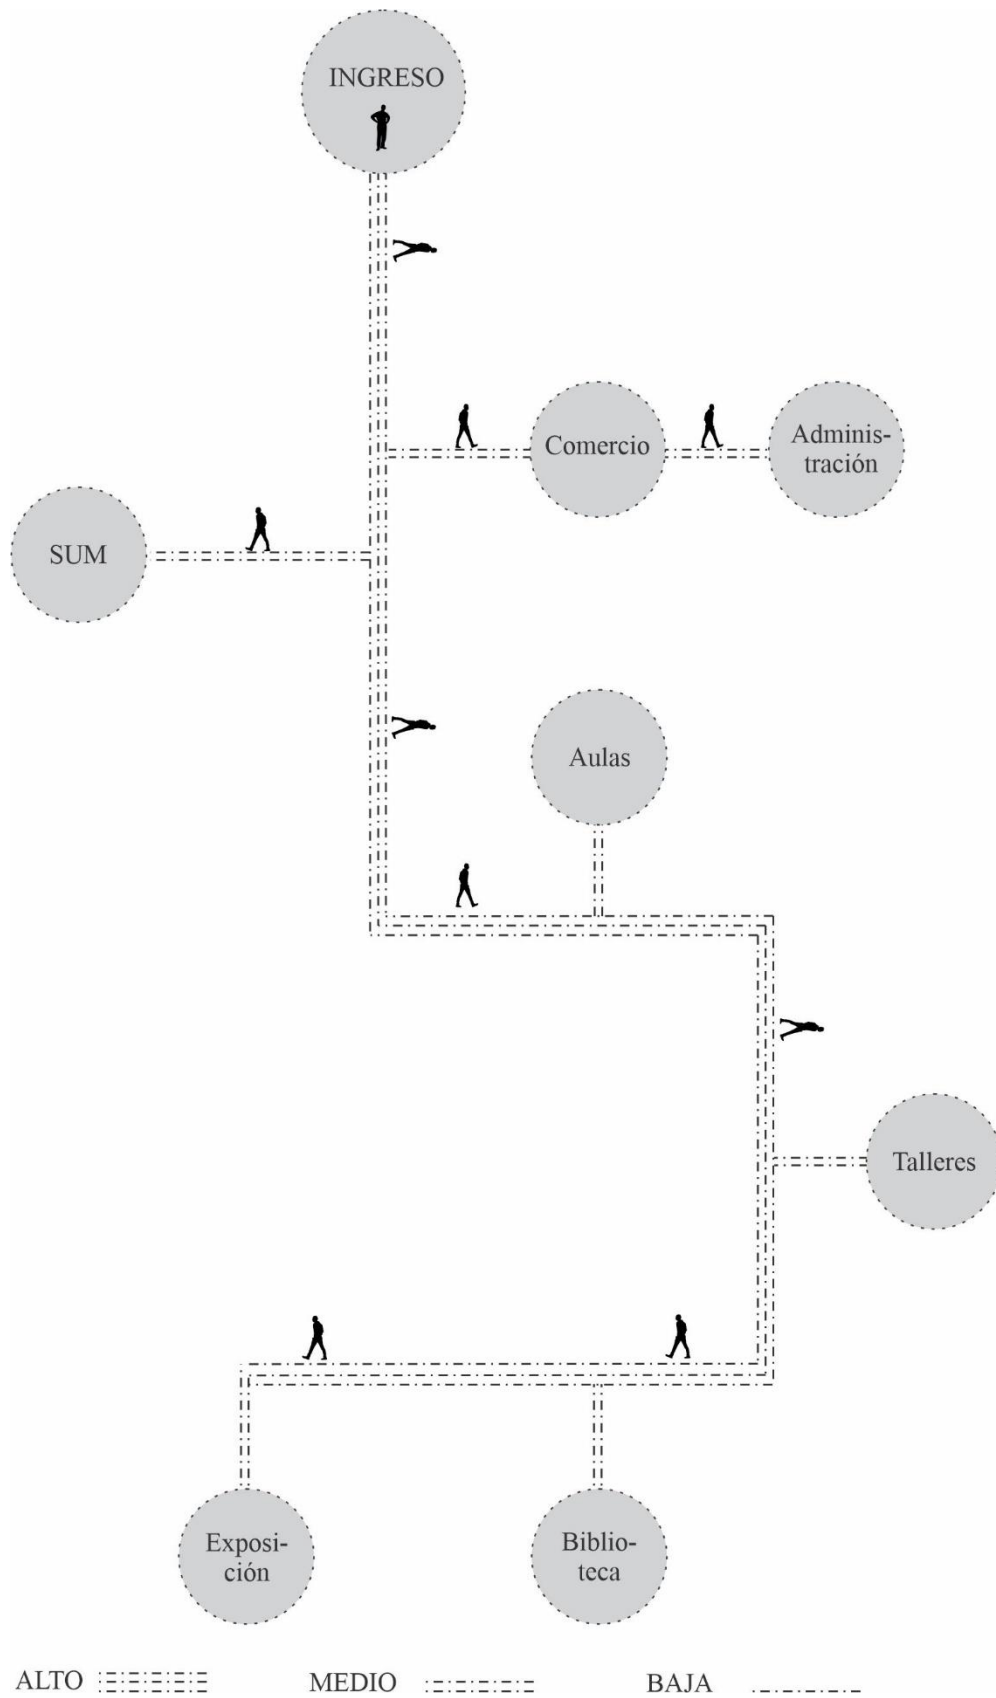 INGRESO
Comercio
Adminis-
tración
SUM
Aulas
Talleres
Exposi-
ción
Biblio-
teca
ALTO
MEDIO
BAJA